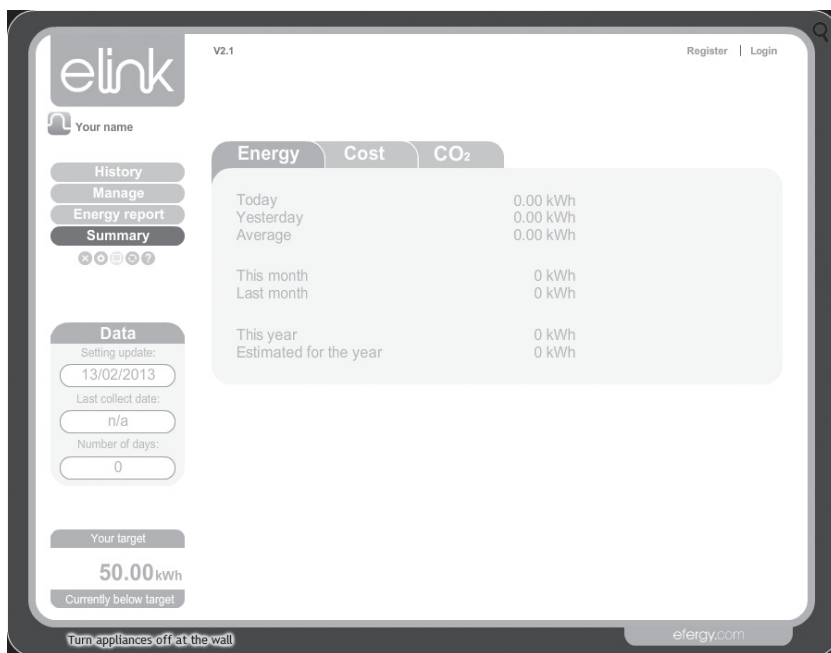 elink
V2.1
Register | Login
Your name
History
Manage
Energy report
Summary
Energy Cost CO₂
Today 0.00 kWh
Yesterday 0.00 kWh
Average 0.00 kWh
This month 0 kWh
Last month 0 kWh
This year 0 kWh
Estimated for the year 0 kWh
Data
Setting update:
13/02/2013
Last collect date:
n/a
Number of days:
0
Your target
50.00 kWh
Currently below target
Turn appliances off at the wall
efergy.com